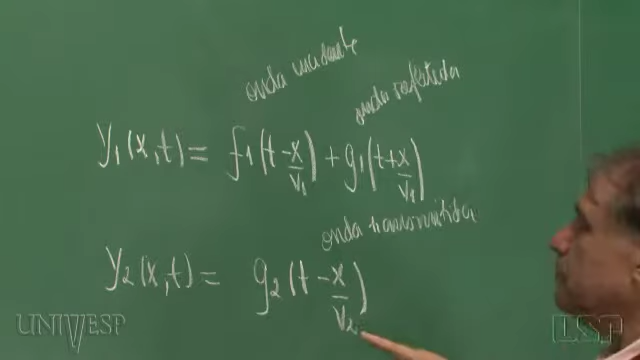 onda incidente
onda refletida
y₁(x,t) = f₁(t-x/v₁) + g₁(t+x/v₁)
onda transmitida
y₂(x,t) = g₂(t-x/v₂)
UNIVESP
USP